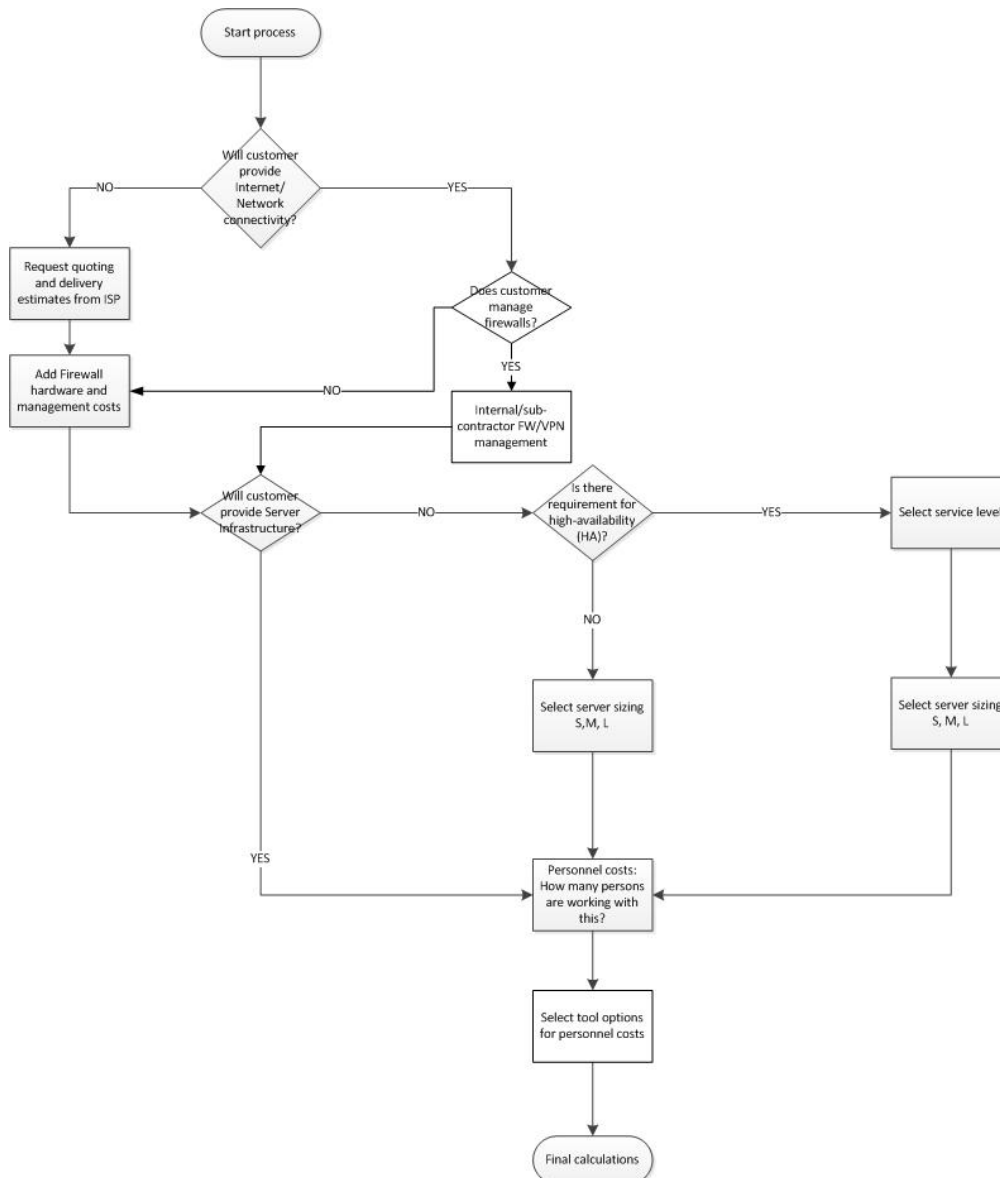 Start process
Will customer
provide
Internet/
Network
connectivity?
NO
YES
Request quoting
and delivery
estimates from ISP
Does customer
manage
firewalls?
YES
Add Firewall
hardware and
management costs
NO
Internal/sub-
contractor FW/VPN
management
Will customer
provide Server
Infrastructure?
NO
Is there
requirement for
high-availability
(HA)?
YES
Select service level
NO
Select server sizing
S,M, L
Select server sizing
S, M, L
YES
Personnel costs:
How many persons
are working with
this?
Select tool options
for personnel costs
Final calculations